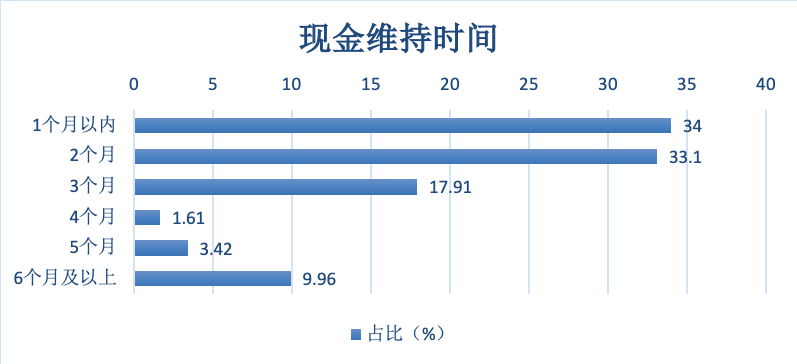 现金维持时间
0 5 10 15 20 25 30 35 40
1个月以内 34
2个月 33.1
3个月 17.91
4个月 1.61
5个月 3.42
6个月及以上 9.96
占比（%）